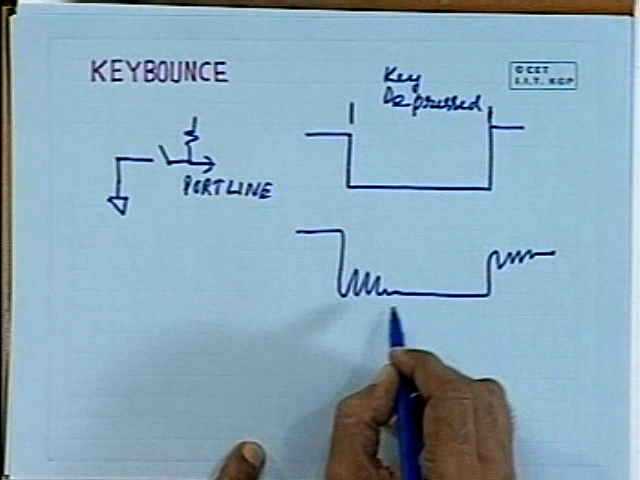 KEYBOUNCE
Key
Depressed
© CET
I.I.T. KGP
PORTLINE